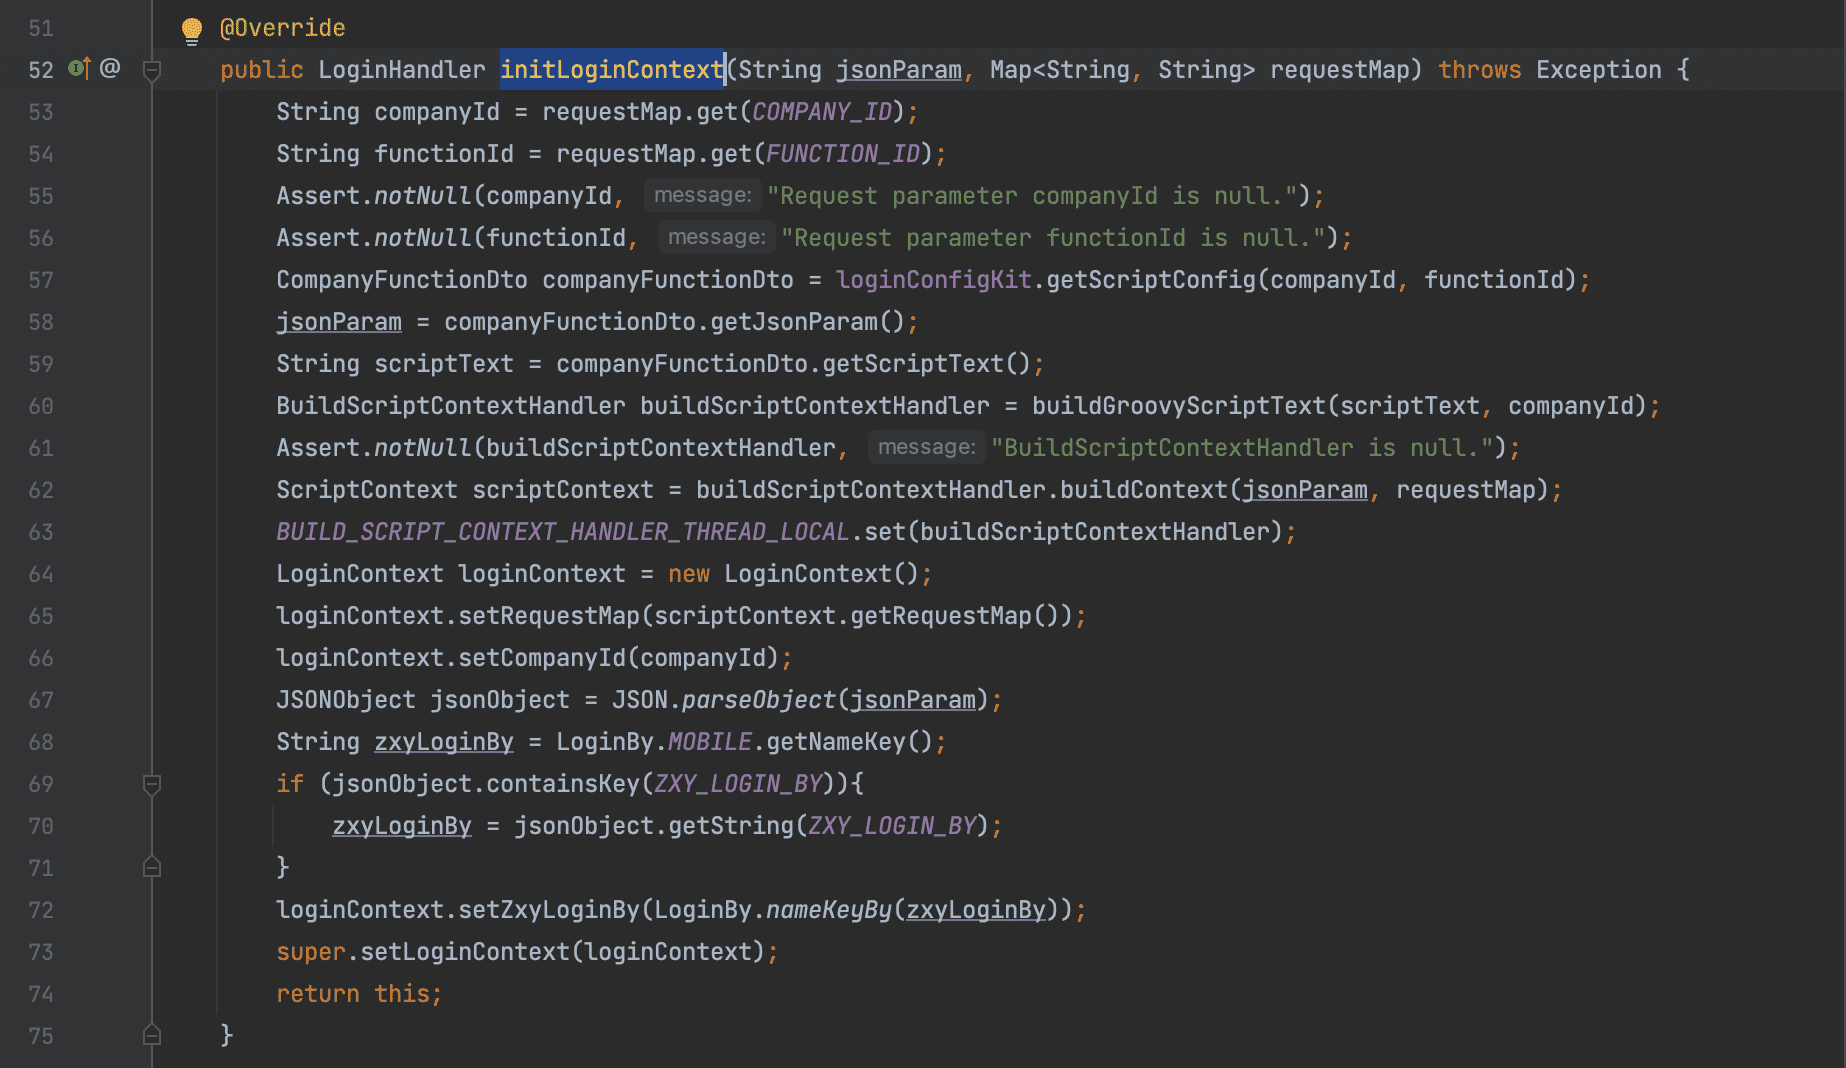 51 @Override
52 @ public LoginHandler initLoginContext(String jsonParam, Map<String, String> requestMap) throws Exception {
53 String companyId = requestMap.get(COMPANY_ID);
54 String functionId = requestMap.get(FUNCTION_ID);
55 Assert.notNull(companyId, message: "Request parameter companyId is null.");
56 Assert.notNull(functionId, message: "Request parameter functionId is null.");
57 CompanyFunctionDto companyFunctionDto = loginConfigKit.getScriptConfig(companyId, functionId);
58 jsonParam = companyFunctionDto.getJsonParam();
59 String scriptText = companyFunctionDto.getScriptText();
60 BuildScriptContextHandler buildScriptContextHandler = buildGroovyScriptText(scriptText, companyId);
61 Assert.notNull(buildScriptContextHandler, message: "BuildScriptContextHandler is null.");
62 ScriptContext scriptContext = buildScriptContextHandler.buildContext(jsonParam, requestMap);
63 BUILD_SCRIPT_CONTEXT_HANDLER_THREAD_LOCAL.set(buildScriptContextHandler);
64 LoginContext loginContext = new LoginContext();
65 loginContext.setRequestMap(scriptContext.getRequestMap());
66 loginContext.setCompanyId(companyId);
67 JSONObject jsonObject = JSON.parseObject(jsonParam);
68 String zxyLoginBy = LoginBy.MOBILE.getNameKey();
69 if (jsonObject.containsKey(ZXY_LOGIN_BY)){
70 zxyLoginBy = jsonObject.getString(ZXY_LOGIN_BY);
71 }
72 loginContext.setZxyLoginBy(LoginBy.nameKeyBy(zxyLoginBy));
73 super.setLoginContext(loginContext);
74 return this;
75 }